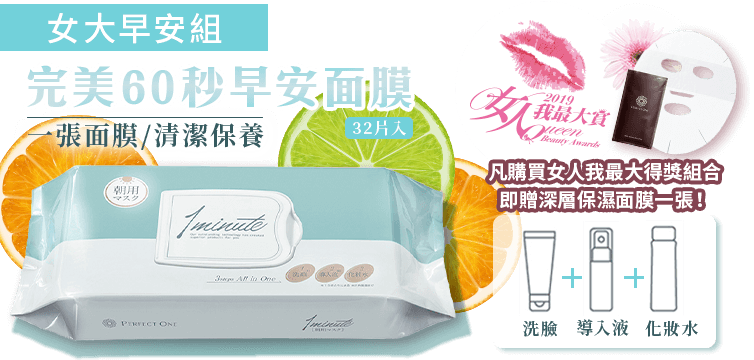 女大早安組
完美60秒早安面膜
一張面膜/清潔保養
32片入
2019
女人我最大賞
Queen
Beauty Awards
凡購買女人我最大得獎組合
即贈深層保濕面膜一張！
朝用
マスク
1minute
3steps All in One
洗顔 導入液 化粧水
PERFECT ONE
1minute
洗臉 導入液 化妝水